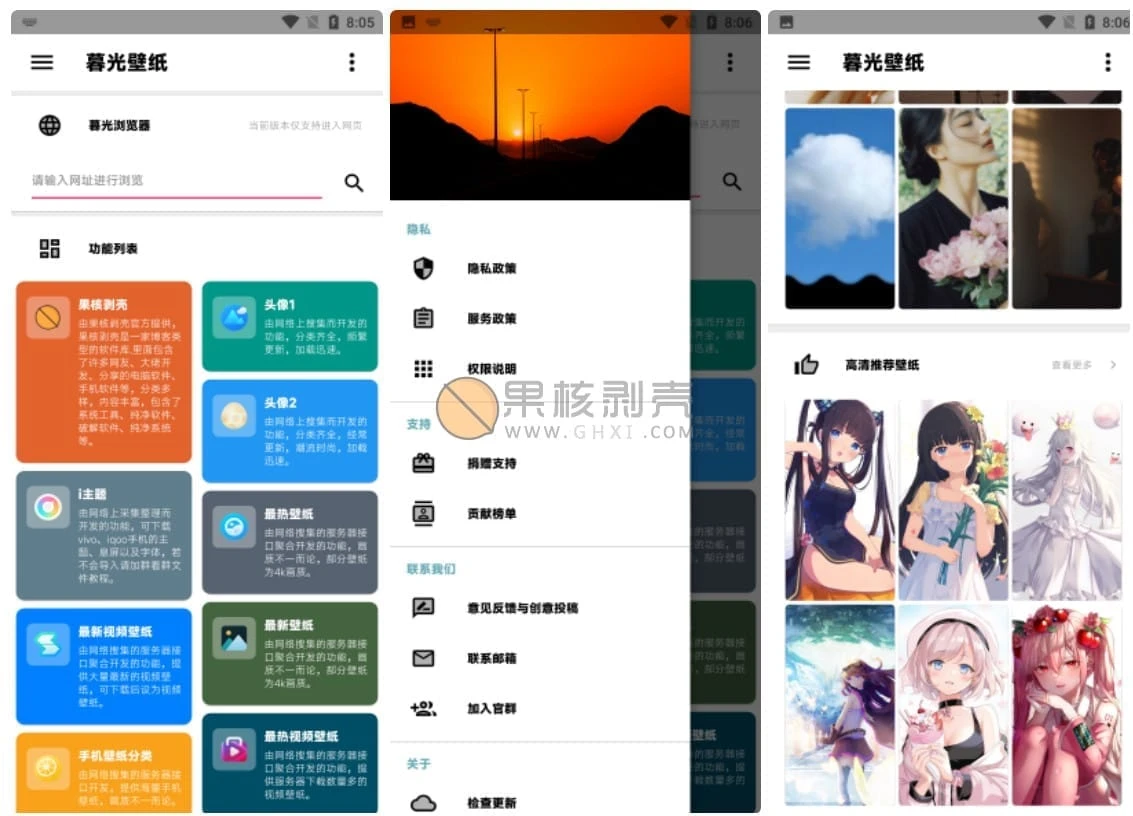 8:05
暮光壁纸
暮光浏览器
当前版本仅支持进入网页
请输入网址进行浏览
功能列表
果核剥壳
由果核剥壳官方提供，
果核剥壳是一家博客类
型的软件库.里面包含
了许多网友、大佬开
发、分享的电脑软件、
手机软件等，分类多
样，内容丰富，包含了
系统工具、纯净软件、
破解软件、纯净系统
等。
i主题
由网络上采集整理而
开发的功能，可下载
vivo、iqoo手机的主
题、息屏以及字体，若
不会导入请加群看群文
件教程。
最新视频壁纸
由网络搜集的服务器接
口聚合开发的功能，提
供大量最新的视频壁
纸，可下载后设为视频
壁纸。
手机壁纸分类
由网络搜集的服务器接
口开发，提供海量手机
壁纸，画质不一而论。
头像1
由网络上搜集而开发的
功能，分类齐全，频繁
更新，加载迅速。
头像2
由网络上搜集而开发的
功能，分类齐全，经常
更新，潮流时尚，加载
迅速。
最热壁纸
由网络搜集的服务器接
口聚合开发的功能，画
质不一而论，部分壁纸
为4k画质。
最新壁纸
由网络搜集的服务器接
口聚合开发的功能，画
质不一而论，部分壁纸
为4k画质。
最热视频壁纸
由网络搜集的服务器接
口聚合开发的功能，提
供服务器下载数量多的
视频壁纸。
8:06
隐私
隐私政策
服务政策
权限说明
支持
捐赠支持
贡献榜单
联系我们
意见反馈与创意投稿
联系邮箱
加入官群
关于
检查更新
果核剥壳
WWW.GHXI.COM
8:06
暮光壁纸
高清推荐壁纸
查看更多